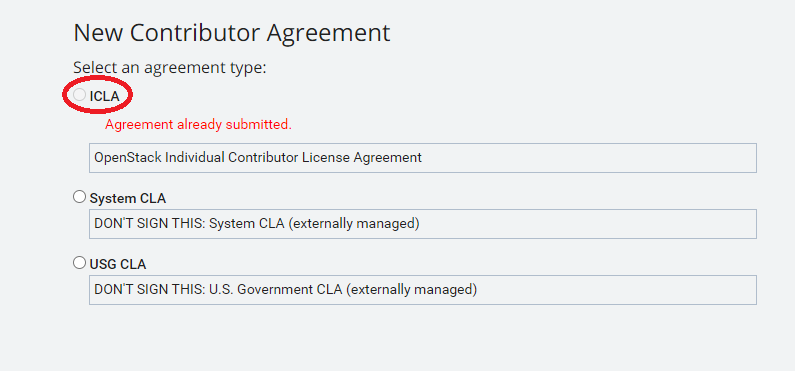 New Contributor Agreement
Select an agreement type:
ICLA
Agreement already submitted.
OpenStack Individual Contributor License Agreement
System CLA
DON'T SIGN THIS: System CLA (externally managed)
USG CLA
DON'T SIGN THIS: U.S. Government CLA (externally managed)